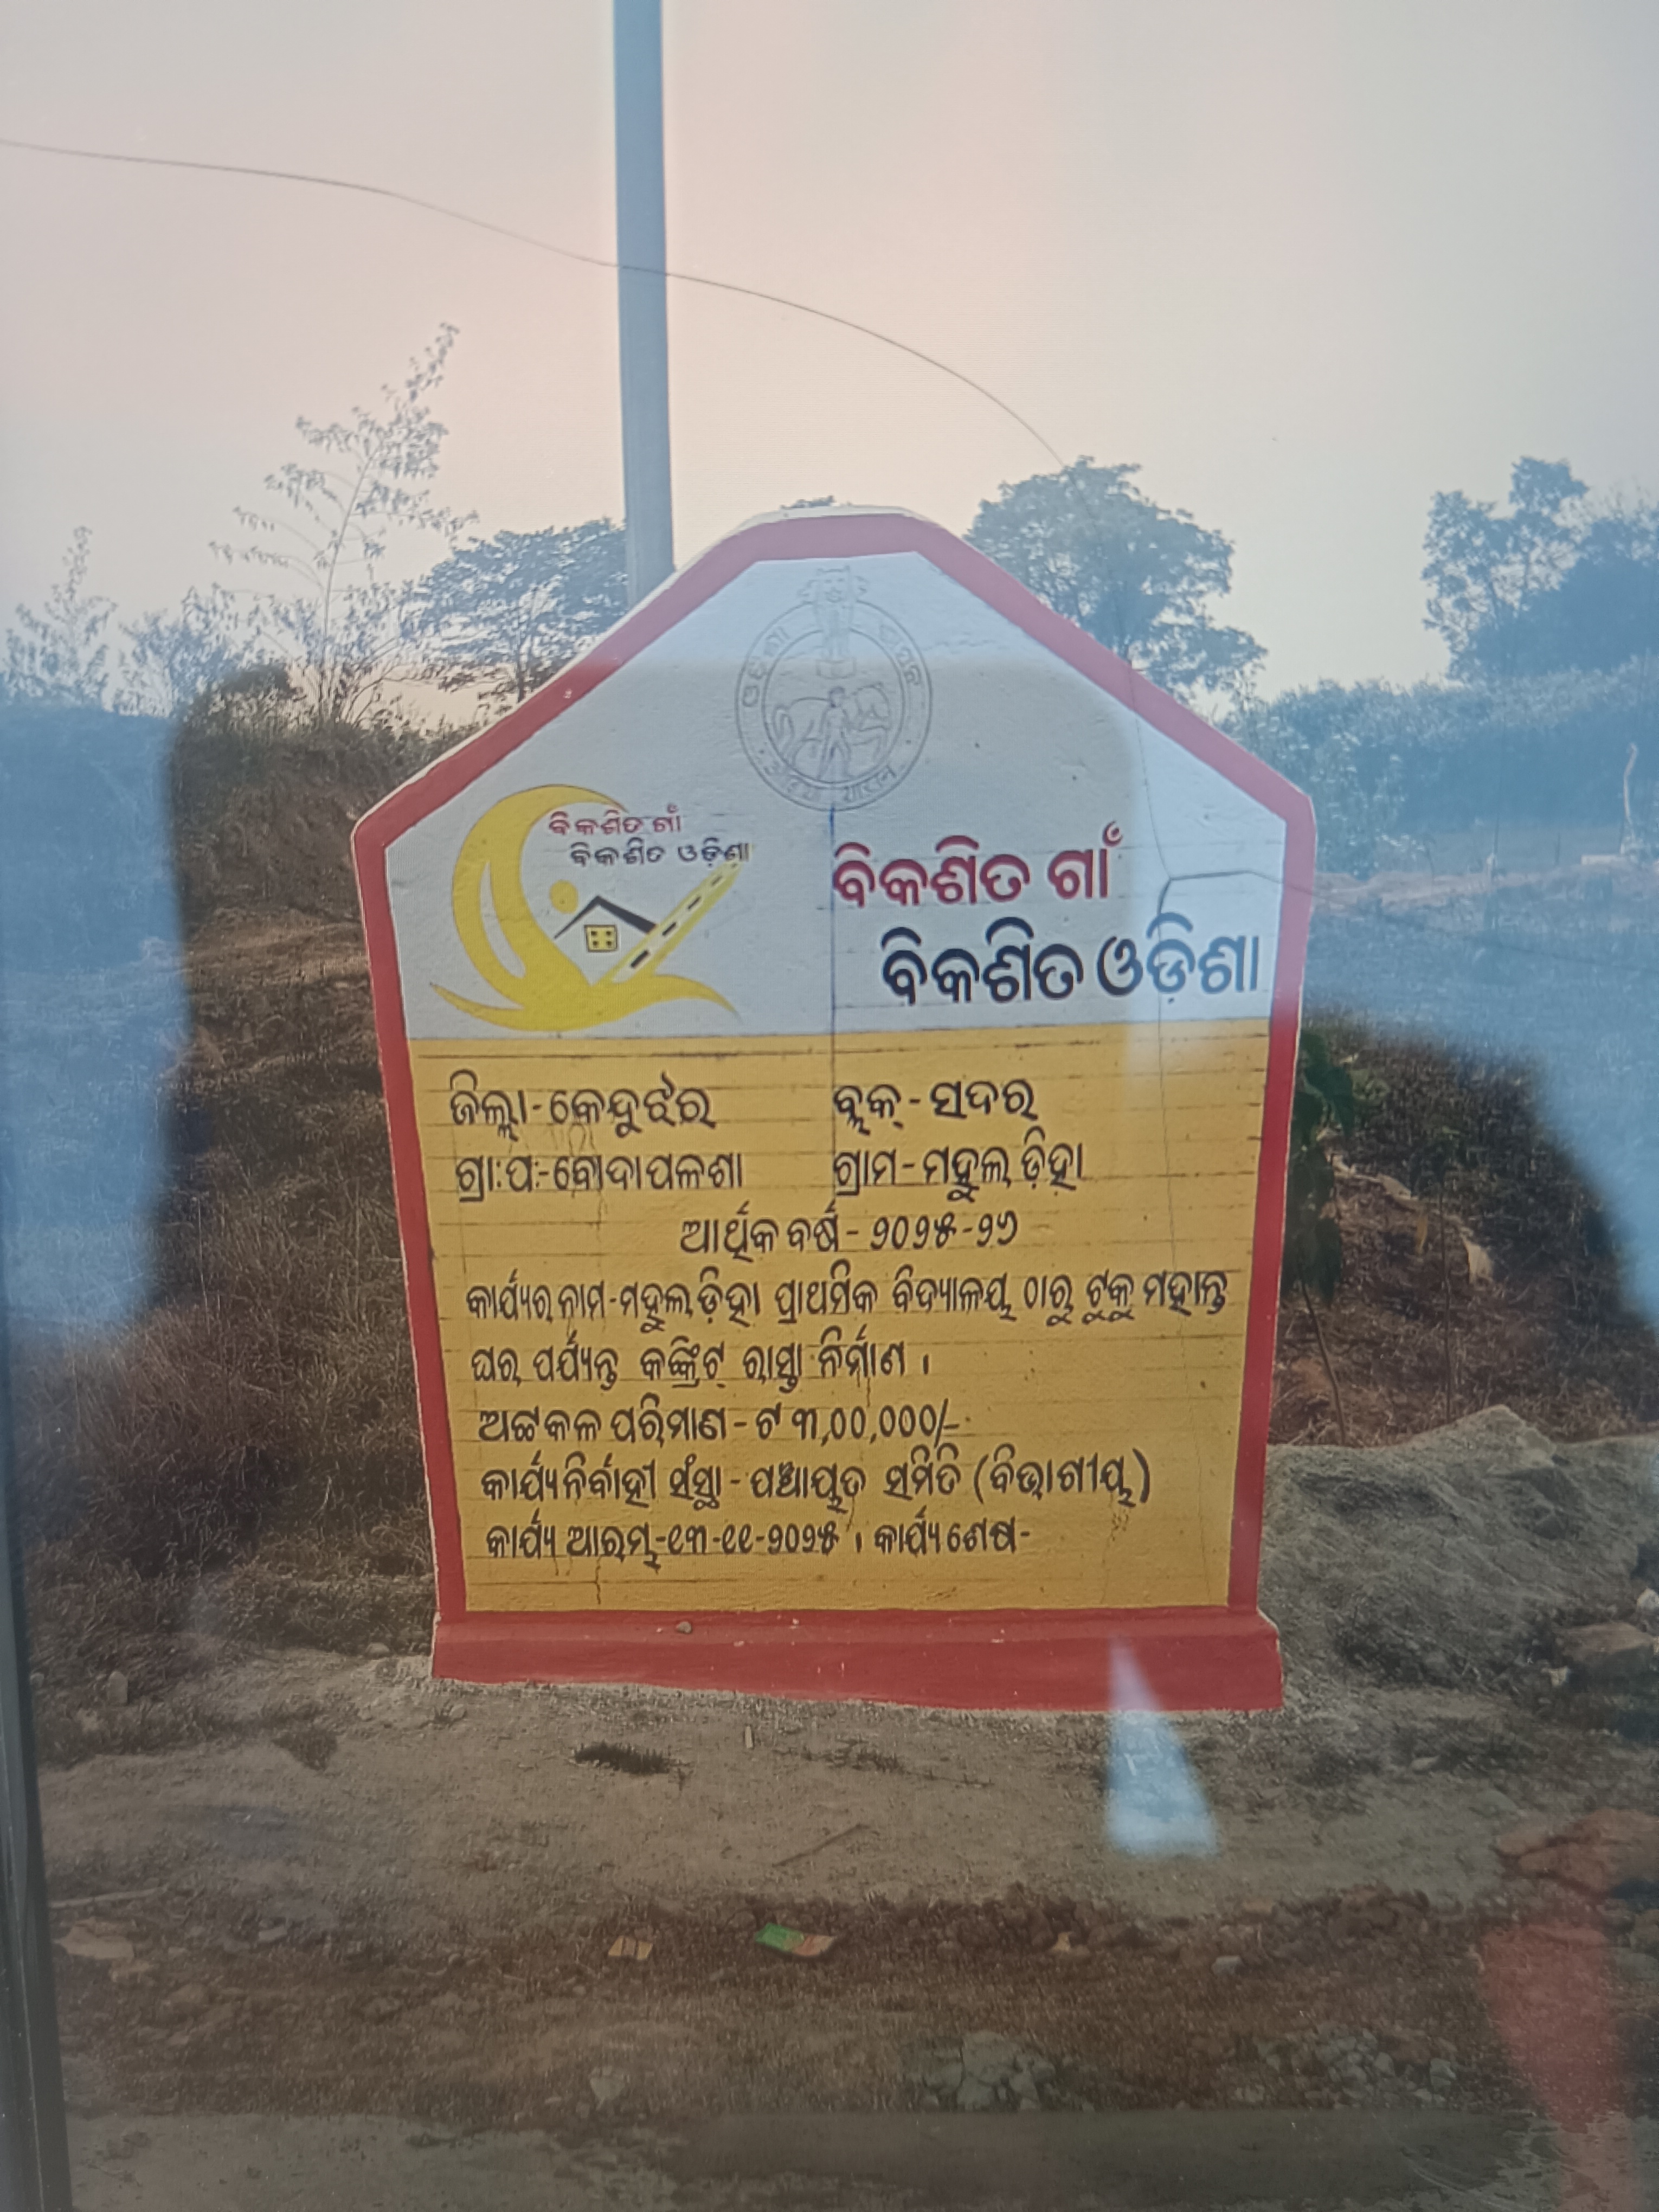 ବିକଶିତ ଗାଁ
ବିକଶିତ ଓଡ଼ିଶା
ବିକଶିତ ଗାଁ
ବିକଶିତ ଓଡ଼ିଶା
ଜିଲ୍ଲା-କେନ୍ଦୁଝର ବ୍ଲକ୍-ସଦର
ଗ୍ରା:ପ:-ବୋଦାପଳଶା ଗ୍ରାମ-ମହୁଲଡ଼ିହା
ଆର୍ଥିକ ବର୍ଷ-୨୦୨୫-୨୬
କାର୍ଯ୍ୟର ନାମ-ମହୁଲଡ଼ିହା ପ୍ରାଥମିକ ବିଦ୍ୟାଳୟ ଠାରୁ ଟୁକୁ ମହାନ୍ତ
ଘର ପର୍ଯ୍ୟନ୍ତ କଙ୍କ୍ରିଟ୍ ରାସ୍ତା ନିର୍ମାଣ ।
ଅଟକଳ ପରିମାଣ-ଟ ୩,୦୦,୦୦୦/-
କାର୍ଯ୍ୟନିର୍ବାହୀ ସଂସ୍ଥା-ପଞ୍ଚାୟତ ସମିତି (ବିଭାଗୀୟ)
କାର୍ଯ୍ୟ ଆରମ୍ଭ-୧୩-୧୧-୨୦୨୫ । କାର୍ଯ୍ୟ ଶେଷ-